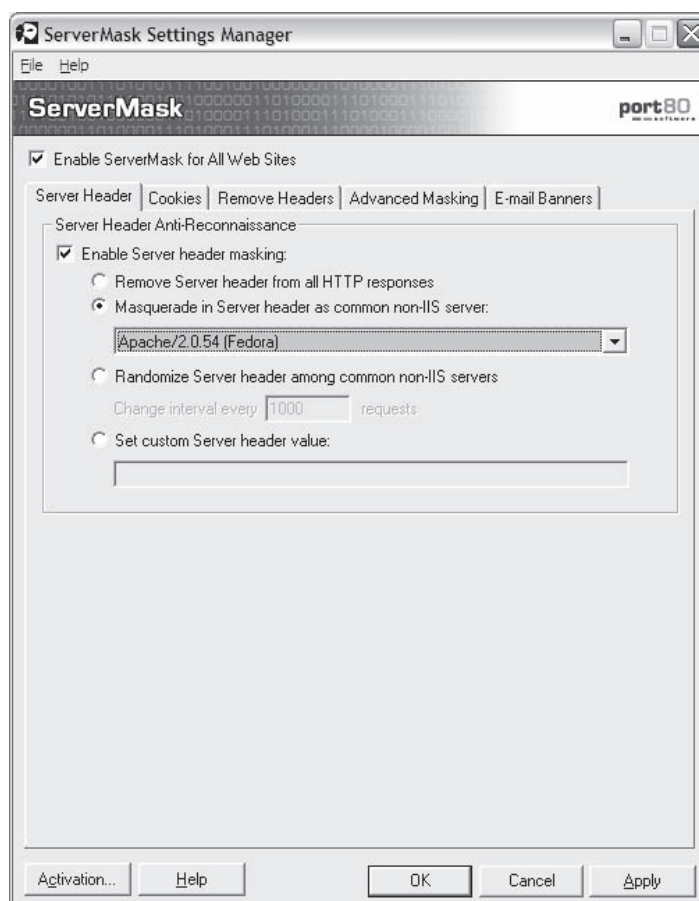 ServerMask Settings Manager
File Help
ServerMask port80
software
Enable ServerMask for All Web Sites
Server Header Cookies Remove Headers Advanced Masking E-mail Banners
Server Header Anti-Reconnaissance
Enable Server header masking:
Remove Server header from all HTTP responses
Masquerade in Server header as common non-IIS server:
Apache/2.0.54 (Fedora)
Randomize Server header among common non-IIS servers
Change interval every 1000 requests
Set custom Server header value:
Activation... Help OK Cancel Apply